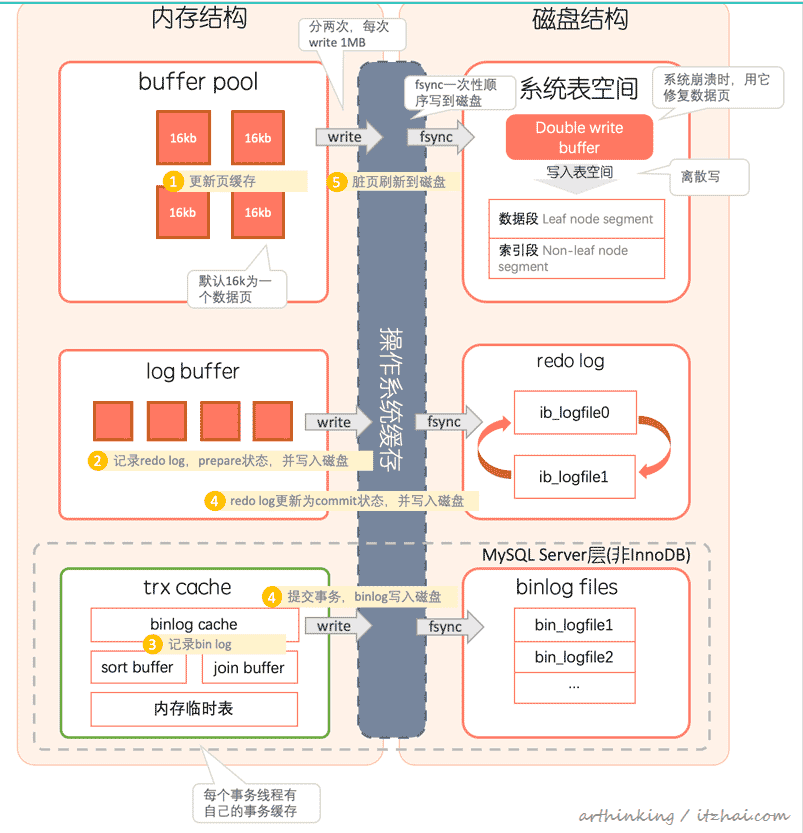 内存结构
磁盘结构
分两次，每次
write 1MB
buffer pool
16kb
16kb
16kb
16kb
1 更新页缓存
默认16k为一
个数据页
write
fsync一次性顺
序写到磁盘
fsync
5 脏页刷新到磁盘
操作系统缓存
系统表空间
系统崩溃时，用它
修复数据页
Double write
buffer
写入表空间
离散写
数据段 Leaf node segment
索引段 Non-leaf node
segment
log buffer
write
fsync
2 记录redo log，prepare状态，并写入磁盘
4 redo log更新为commit状态，并写入磁盘
redo log
ib_logfile0
ib_logfile1
MySQL Server层(非InnoDB)
trx cache
4 提交事务，binlog写入磁盘
binlog cache
3 记录bin log
sort buffer
join buffer
内存临时表
write
fsync
binlog files
bin_logfile1
bin_logfile2
...
每个事务线程有
自己的事务缓存
arthinking / itzhai.com